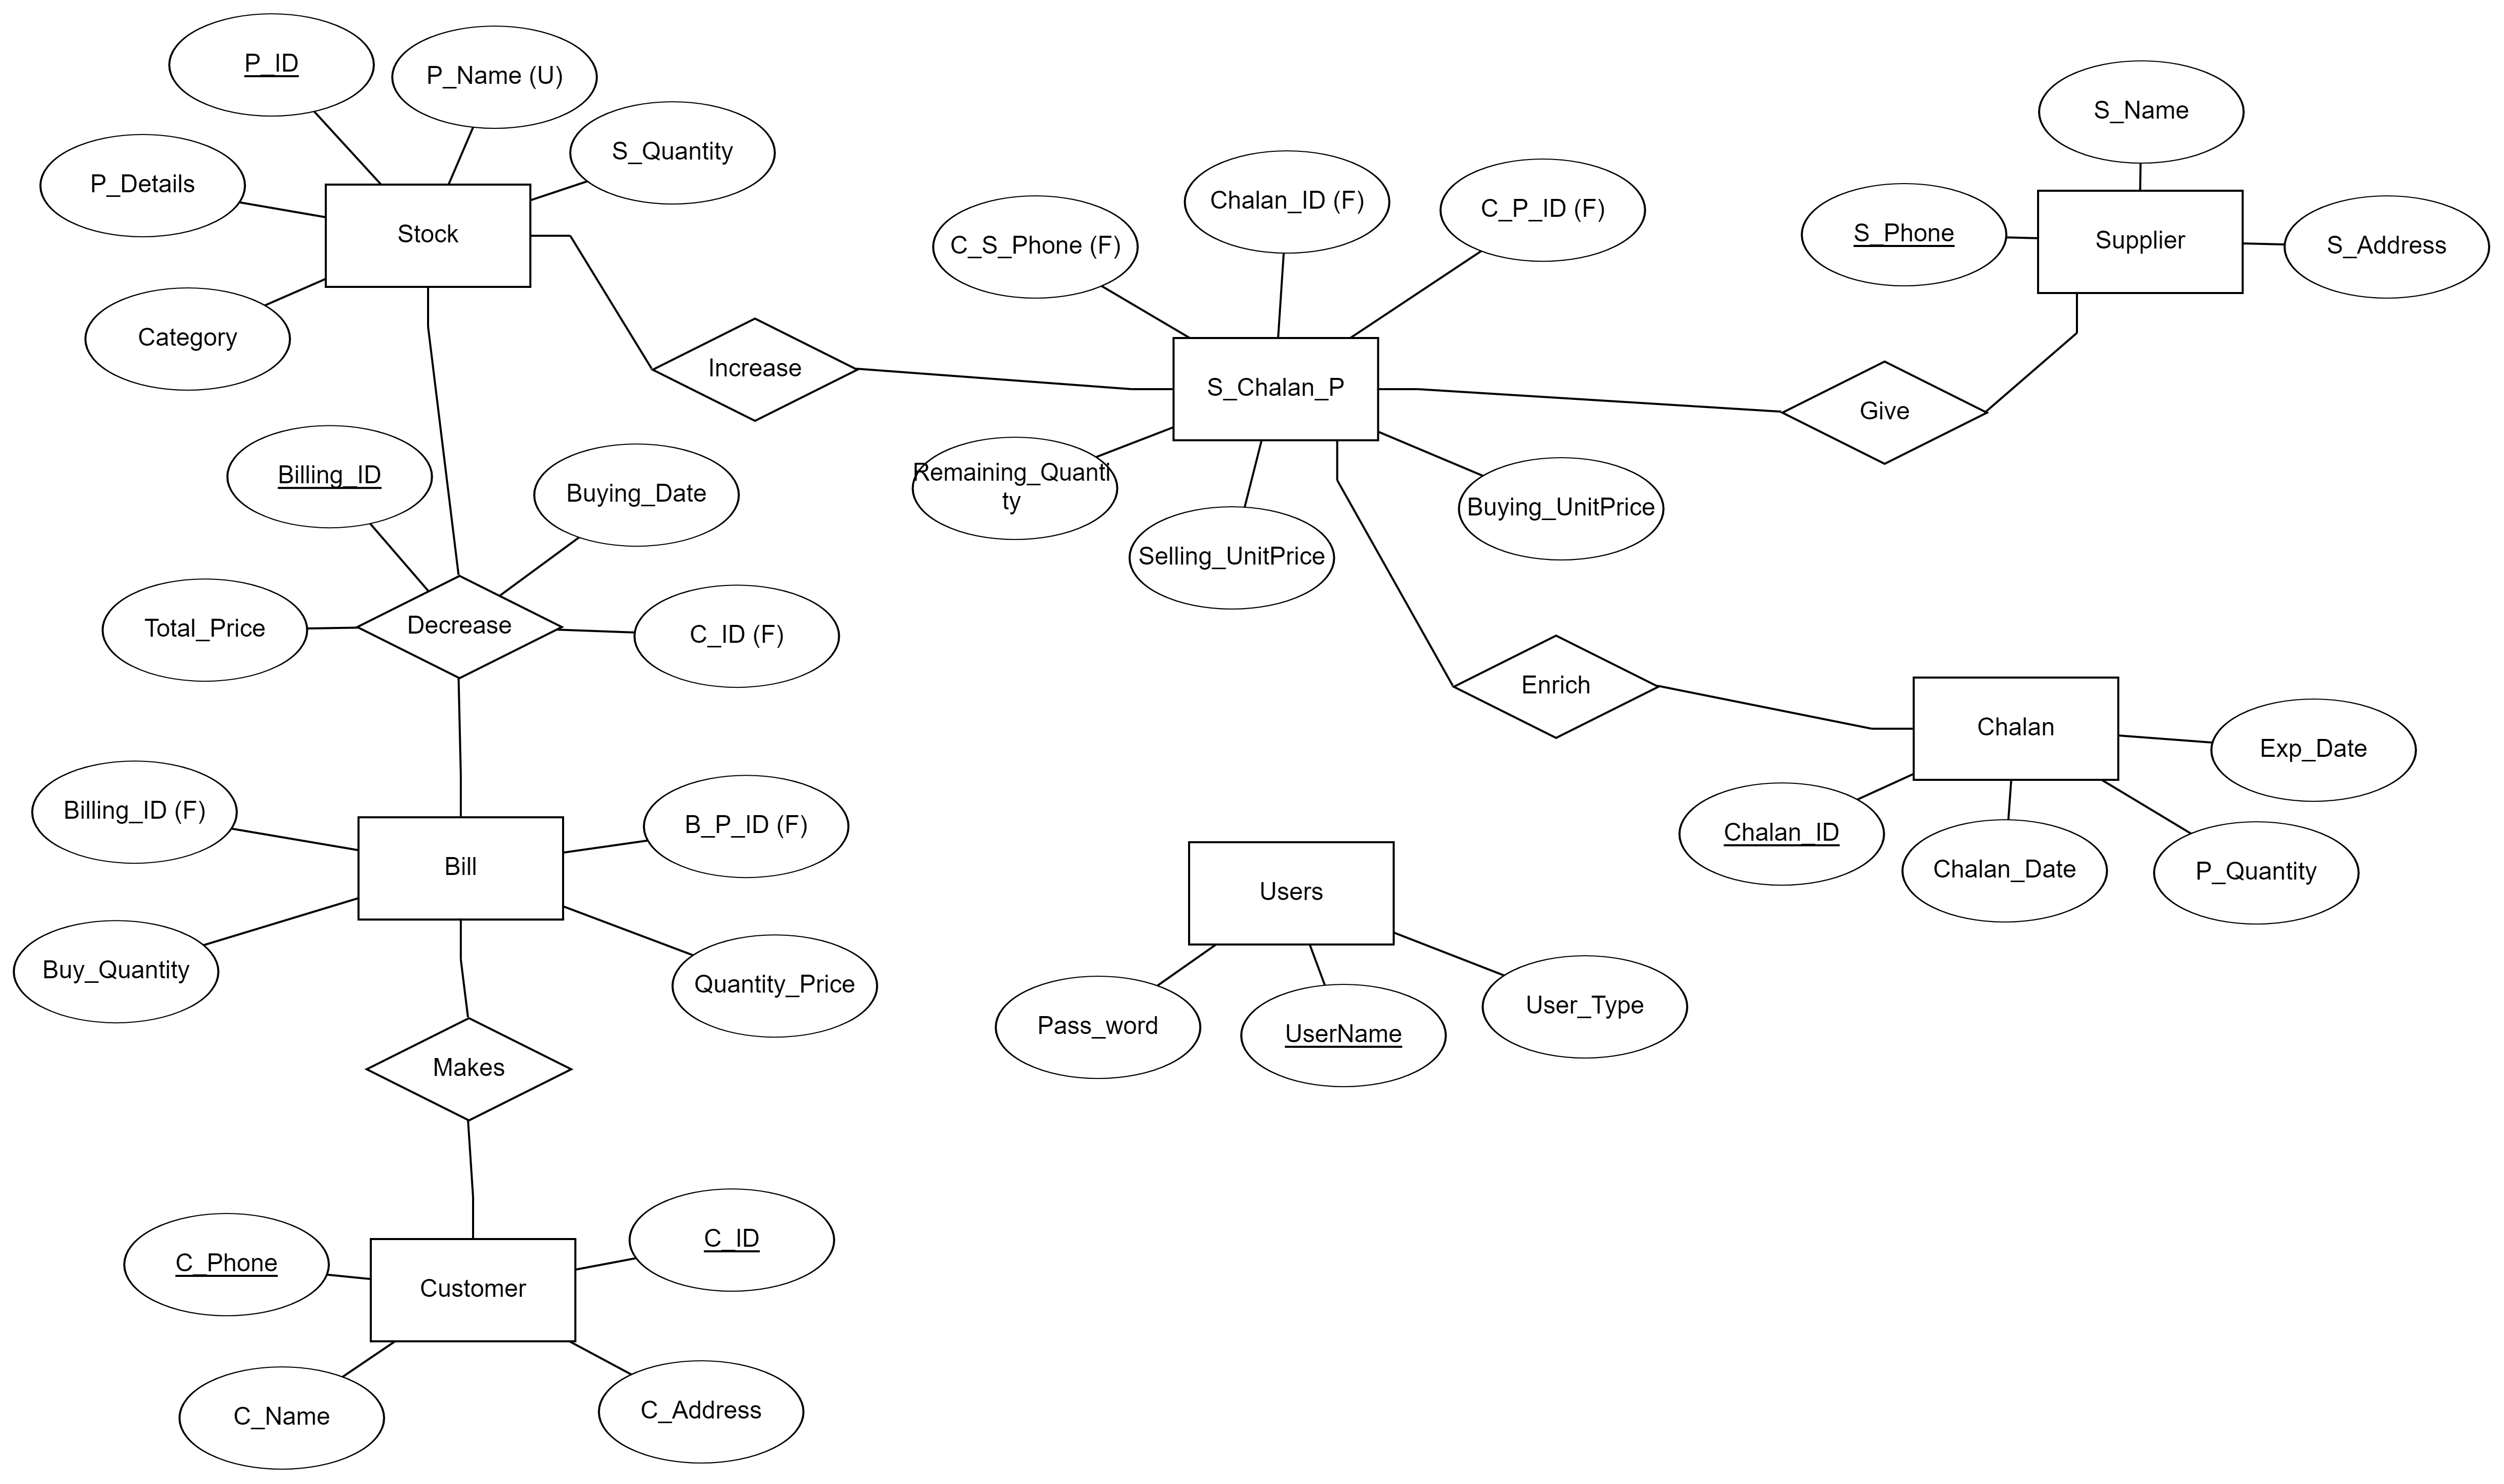 P_ID
P_Name (U)
S_Quantity
P_Details
Stock
Category
Increase
C_S_Phone (F)
Chalan_ID (F)
C_P_ID (F)
S_Chalan_P
Remaining_Quanti
ty
Selling_UnitPrice
Buying_UnitPrice
S_Name
S_Phone
Supplier
S_Address
Give
Billing_ID
Buying_Date
Total_Price
Decrease
C_ID (F)
Enrich
Chalan
Exp_Date
Chalan_ID
Chalan_Date
P_Quantity
Billing_ID (F)
B_P_ID (F)
Bill
Buy_Quantity
Quantity_Price
Users
Pass_word
UserName
User_Type
Makes
C_Phone
C_ID
Customer
C_Name
C_Address